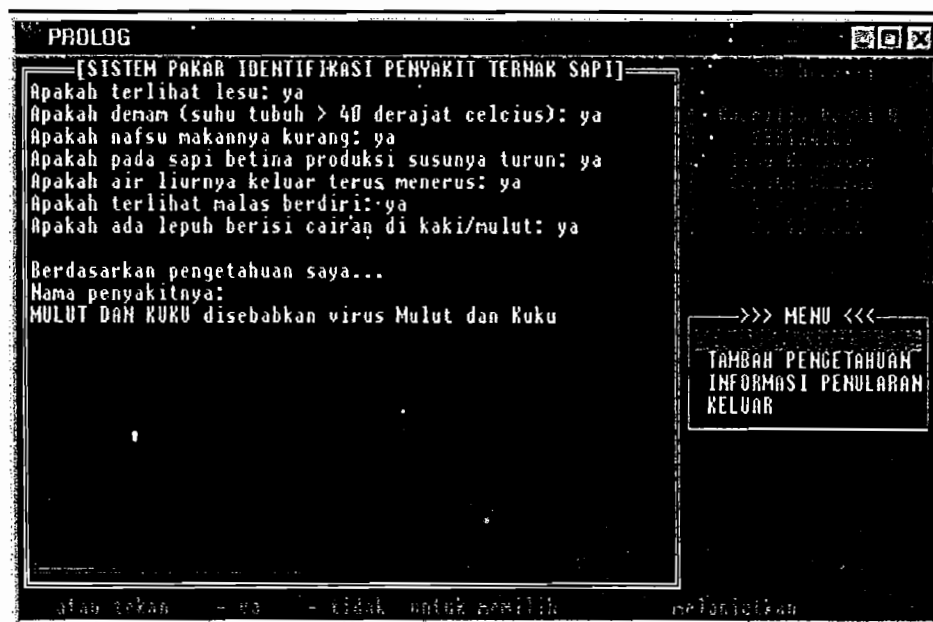 PROLOG
[SISTEM PAKAR IDENTIFIKASI PENYAKIT TERNAK SAPI]
Apakah terlihat lesu: ya
Apakah demam (suhu tubuh > 40 derajat celcius): ya
Apakah nafsu makannya kurang: ya
Apakah pada sapi betina produksi susunya turun: ya
Apakah air liurnya keluar terus menerus: ya
Apakah terlihat malas berdiri: ya
Apakah ada lepuh berisi cairan di kaki/mulut: ya
Berdasarkan pengetahuan saya...
Nama penyakitnya:
MULUT DAN KUKU disebabkan virus Mulut dan Kuku
>>> MENU <<<
TAMBAH PENGETAHUAN
INFORMASI PENULARAN
KELUAR
atau tekan - ya - tidak untuk memilih melanjutkan